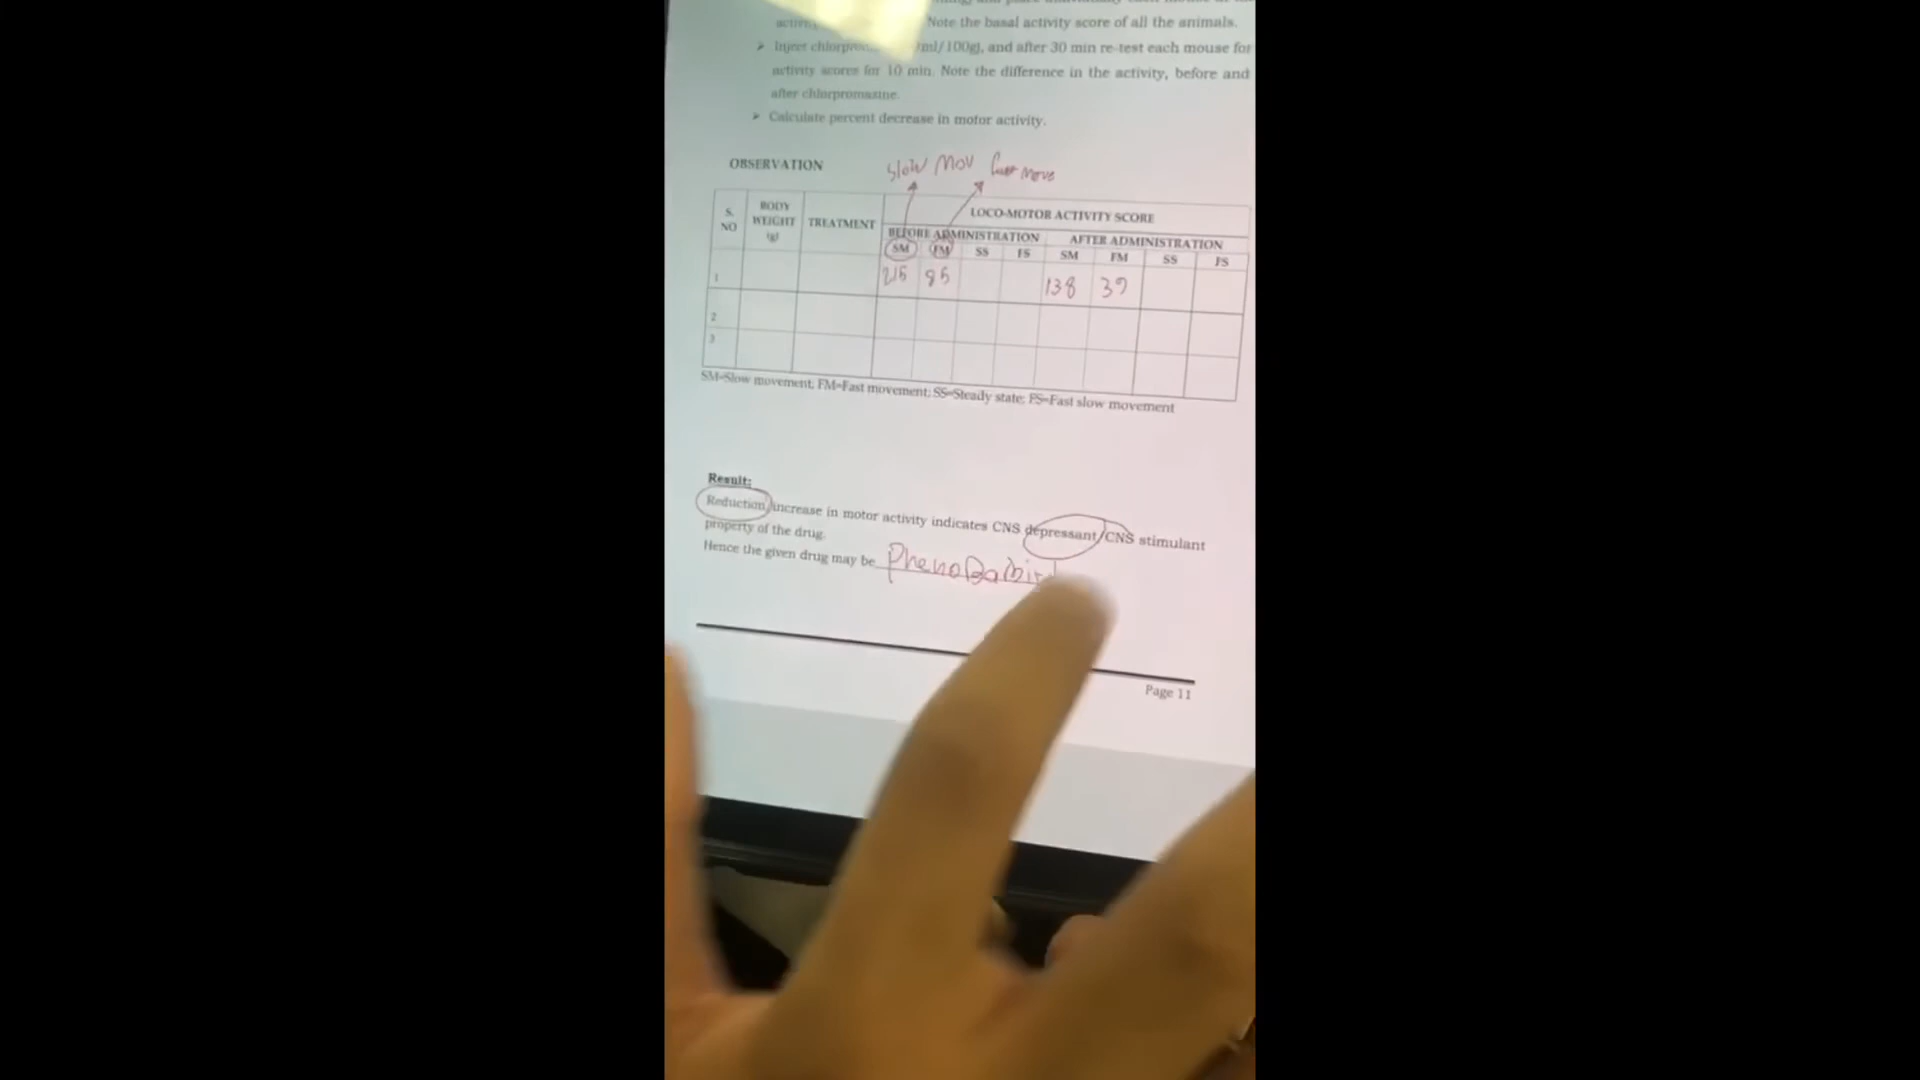 Note the basal activity score of all the animals.
➤ Inject ml/100g), and after 30 min re-test each mouse for
activity scores for 10 min. Note the difference in the activity, before and
after chlorpromazine.
➤ Calculate percent decrease in motor activity.
OBSERVATION
Slow Mov Fast move
S. NO BODY WEIGHT (g) TREATMENT LOCO-MOTOR ACTIVITY SCORE
BEFORE ADMINISTRATION AFTER ADMINISTRATION
SM FM SS FS SM FM SS FS
1 215 85 138 39
2
3
SM=Slow movement; FM=Fast movement; SS=Steady state; FS=Fast slow movement
Result:
Reduction/increase in motor activity indicates CNS depressant/CNS stimulant
property of the drug.
Hence the given drug may be
Page 11